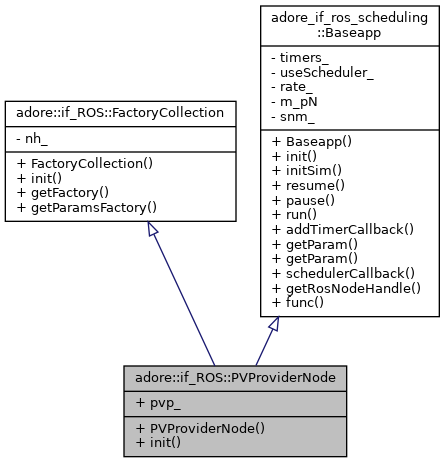 adore_if_ros_scheduling
::Baseapp
- timers_
- useScheduler_
- rate_
- m_pN
- snm_
+ Baseapp()
+ init()
+ initSim()
+ resume()
+ pause()
+ run()
+ addTimerCallback()
+ getParam()
+ getParam()
+ schedulerCallback()
+ getRosNodeHandle()
+ func()
adore::if_ROS::FactoryCollection
- nh_
+ FactoryCollection()
+ init()
+ getFactory()
+ getParamsFactory()
adore::if_ROS::PVProviderNode
+ pvp_
+ PVProviderNode()
+ init()